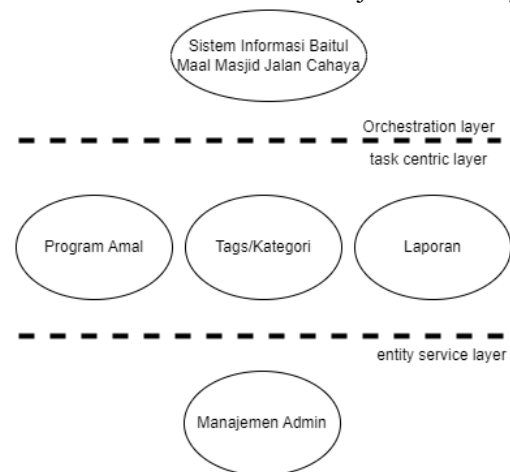 Sistem Informasi Baitul
Maal Masjid Jalan Cahaya
Orchestration layer
task centric layer
Program Amal
Tags/Kategori
Laporan
entity service layer
Manajemen Admin